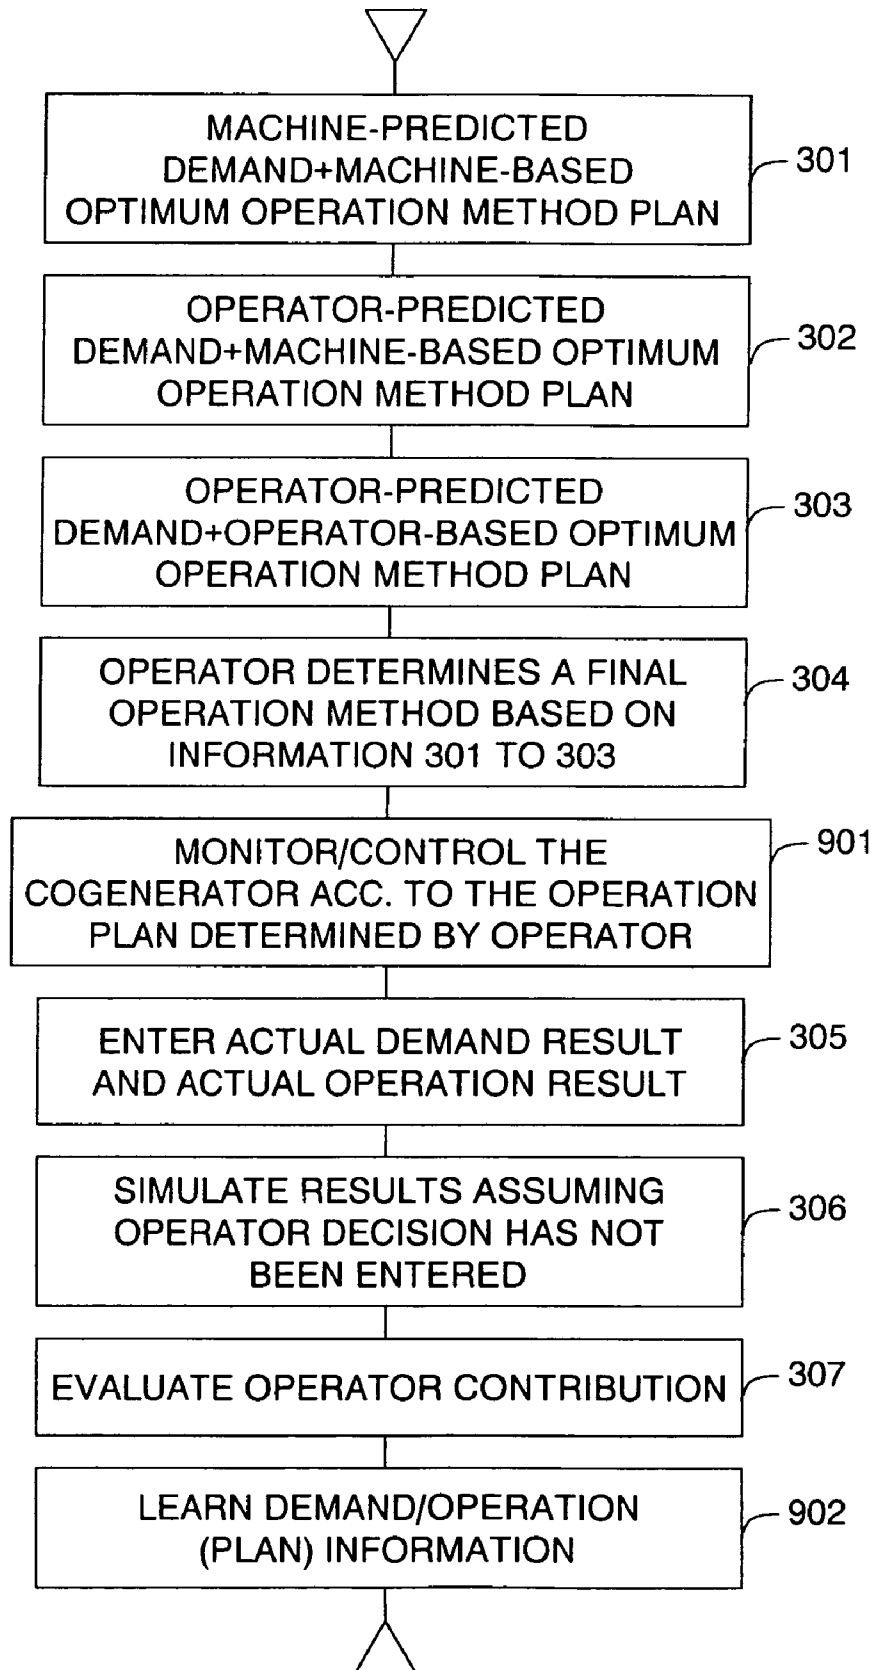 MACHINE-PREDICTED
DEMAND+MACHINE-BASED
OPTIMUM OPERATION METHOD PLAN
301
OPERATOR-PREDICTED
DEMAND+MACHINE-BASED OPTIMUM
OPERATION METHOD PLAN
302
OPERATOR-PREDICTED
DEMAND+OPERATOR-BASED OPTIMUM
OPERATION METHOD PLAN
303
OPERATOR DETERMINES A FINAL
OPERATION METHOD BASED ON
INFORMATION 301 TO 303
304
MONITOR/CONTROL THE
COGENERATOR ACC. TO THE OPERATION
PLAN DETERMINED BY OPERATOR
901
ENTER ACTUAL DEMAND RESULT
AND ACTUAL OPERATION RESULT
305
SIMULATE RESULTS ASSUMING
OPERATOR DECISION HAS NOT
BEEN ENTERED
306
EVALUATE OPERATOR CONTRIBUTION
307
LEARN DEMAND/OPERATION
(PLAN) INFORMATION
902